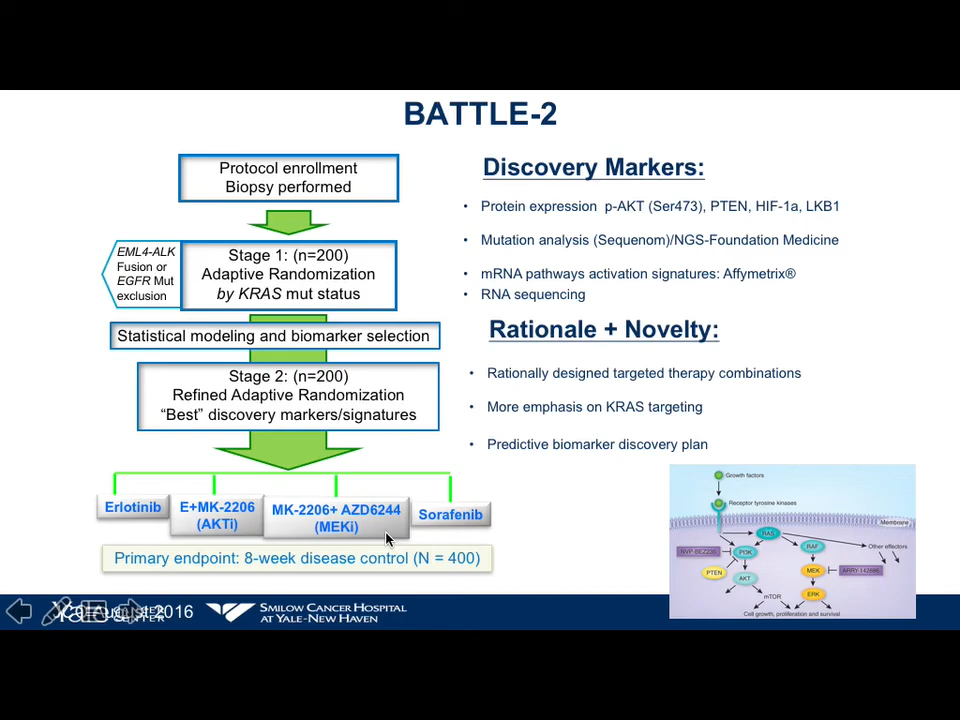 BATTLE-2
Protocol enrollment
Biopsy performed
EML4-ALK
Fusion or
EGFR Mut
exclusion
Stage 1: (n=200)
Adaptive Randomization
by KRAS mut status
Statistical modeling and biomarker selection
Stage 2: (n=200)
Refined Adaptive Randomization
“Best” discovery markers/signatures
Erlotinib
E+MK-2206
(AKTi)
MK-2206+ AZD6244
(MEKi)
Sorafenib
Primary endpoint: 8-week disease control (N = 400)
Discovery Markers:
• Protein expression p-AKT (Ser473), PTEN, HIF-1a, LKB1
• Mutation analysis (Sequenom)/NGS-Foundation Medicine
• mRNA pathways activation signatures: Affymetrix®
• RNA sequencing
Rationale + Novelty:
• Rationally designed targeted therapy combinations
• More emphasis on KRAS targeting
• Predictive biomarker discovery plan
Growth factors
Receptor tyrosine kinases
Membrane
RAS
NVP-BEZ235
PI3K
RAF
Other effectors
PTEN
AKT
MEK
ARRY-142886
mTOR
ERK
Cell growth, proliferation and survival
2016
SMILOW CANCER HOSPITAL
AT YALE-NEW HAVEN